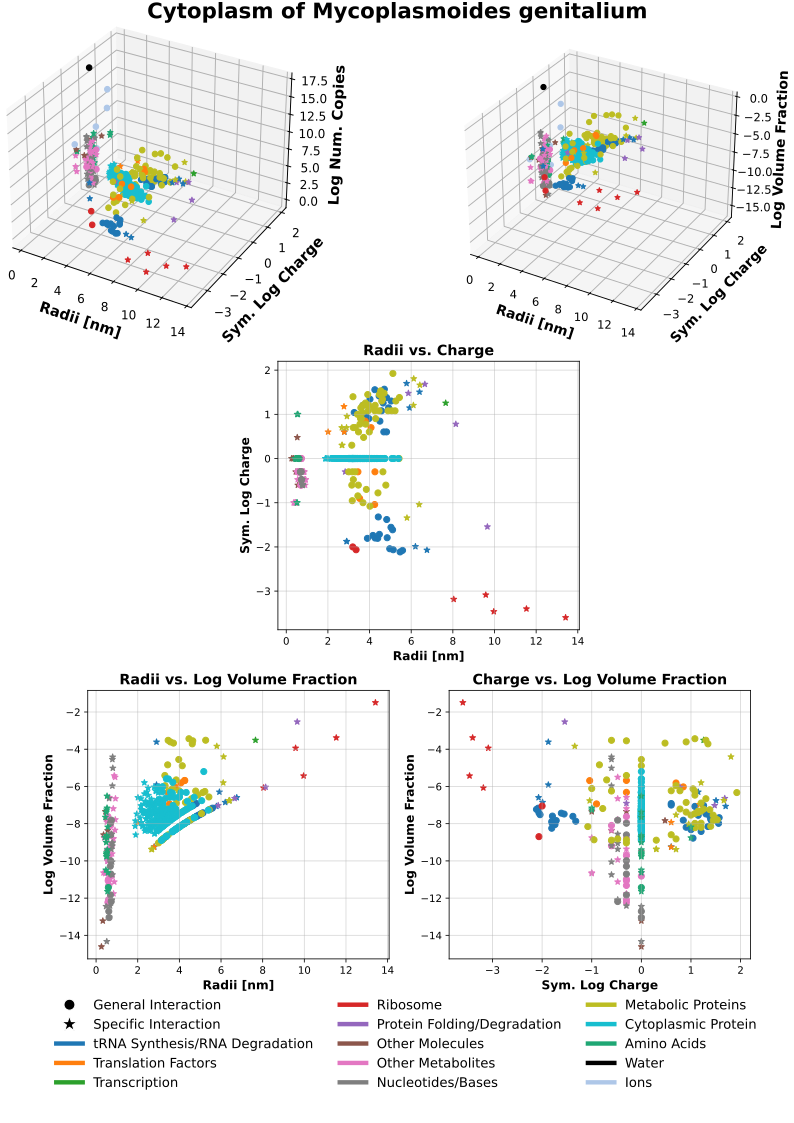 Cytoplasm of Mycoplasmoides genitalium
17.5
15.0
12.5
10.0
7.5
5.0
2.5
0.0
Log Num. Copies
0 2 4 6 8 10 12 14
Radii [nm]
−3 −2 −1 0 1 2
Sym. Log Charge
0.0
−2.5
−5.0
−7.5
−10.0
−12.5
−15.0
Log Volume Fraction
0 2 4 6 8 10 12 14
Radii [nm]
−3 −2 −1 0 1 2
Sym. Log Charge
Radii vs. Charge
2
1
0
−1
−2
−3
Sym. Log Charge
0 2 4 6 8 10 12 14
Radii [nm]
Radii vs. Log Volume Fraction
−2
−4
−6
−8
−10
−12
−14
Log Volume Fraction
0 2 4 6 8 10 12 14
Radii [nm]
Charge vs. Log Volume Fraction
−2
−4
−6
−8
−10
−12
−14
Log Volume Fraction
−3 −2 −1 0 1 2
Sym. Log Charge
General Interaction
Specific Interaction
tRNA Synthesis/RNA Degradation
Translation Factors
Transcription
Ribosome
Protein Folding/Degradation
Other Molecules
Other Metabolites
Nucleotides/Bases
Metabolic Proteins
Cytoplasmic Protein
Amino Acids
Water
Ions